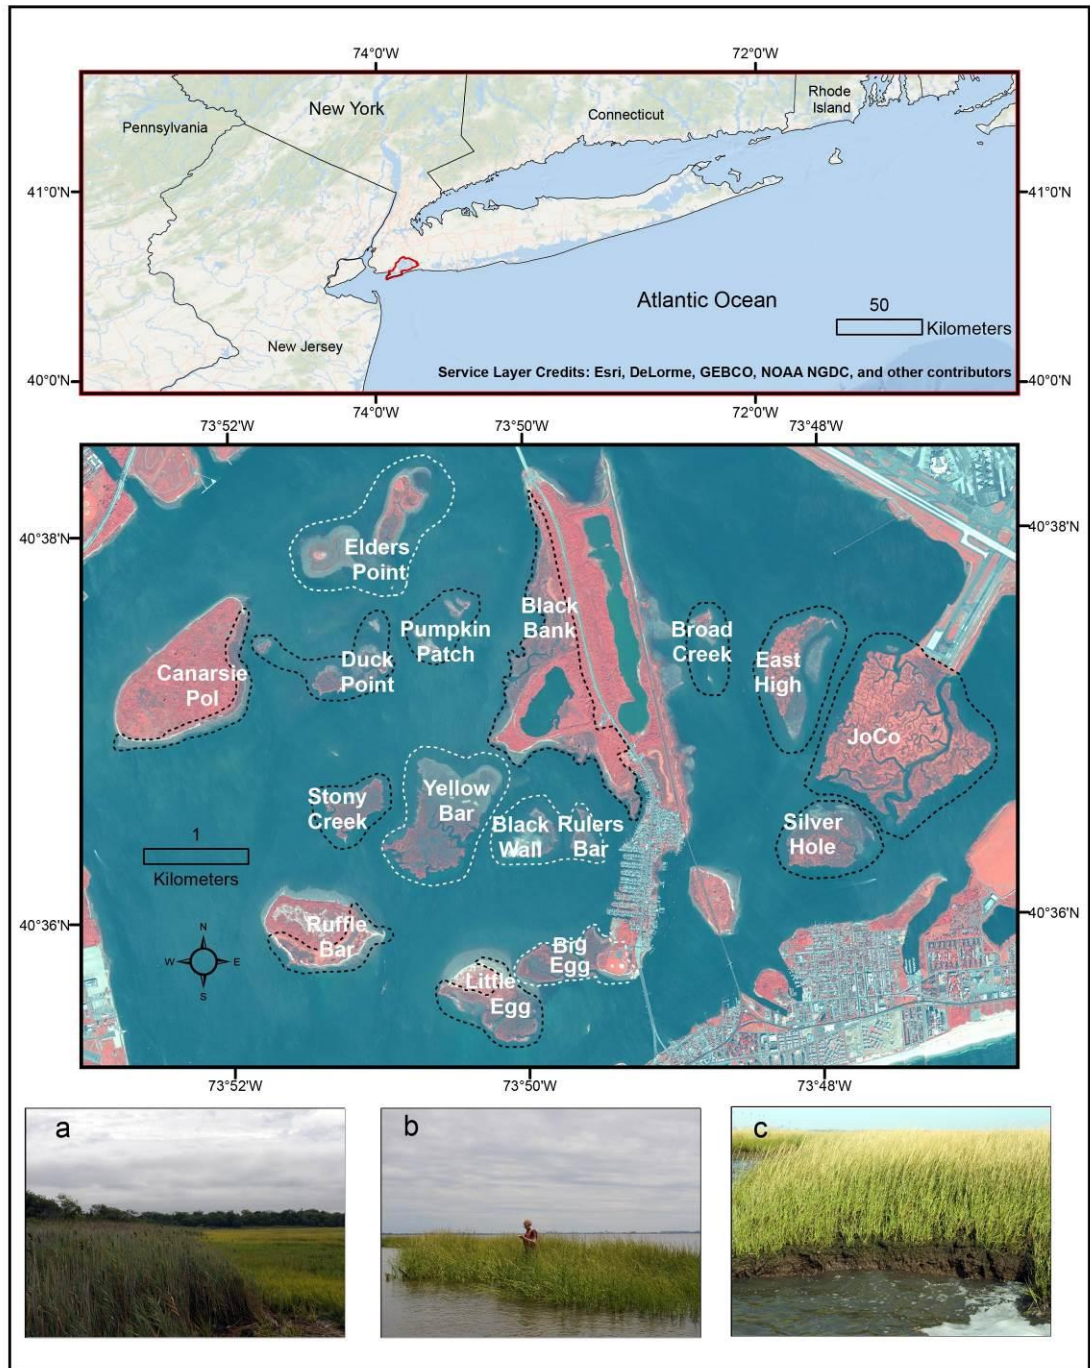 74°0'W 72°0'W
New York
Pennsylvania
Connecticut
Rhode
Island
41°0'N 41°0'N
Atlantic Ocean
50
Kilometers
New Jersey
Service Layer Credits: Esri, DeLorme, GEBCO, NOAA NGDC, and other contributors
40°0'N 40°0'N
74°0'W 72°0'W
73°52'W 73°50'W 73°48'W
40°38'N 40°38'N
Elders
Point
Black
Bank
Pumpkin
Patch
Broad
Creek
Duck
Point
Canarsie
Pol
East
High
JoCo
Yellow
Bar
Stony
Creek
Black
Wall
Rulers
Bar
Silver
Hole
1
Kilometers
40°36'N 40°36'N
Ruffle
Bar
N
W E
S
Big
Egg
Little
Egg
73°52'W 73°50'W 73°48'W
a b c